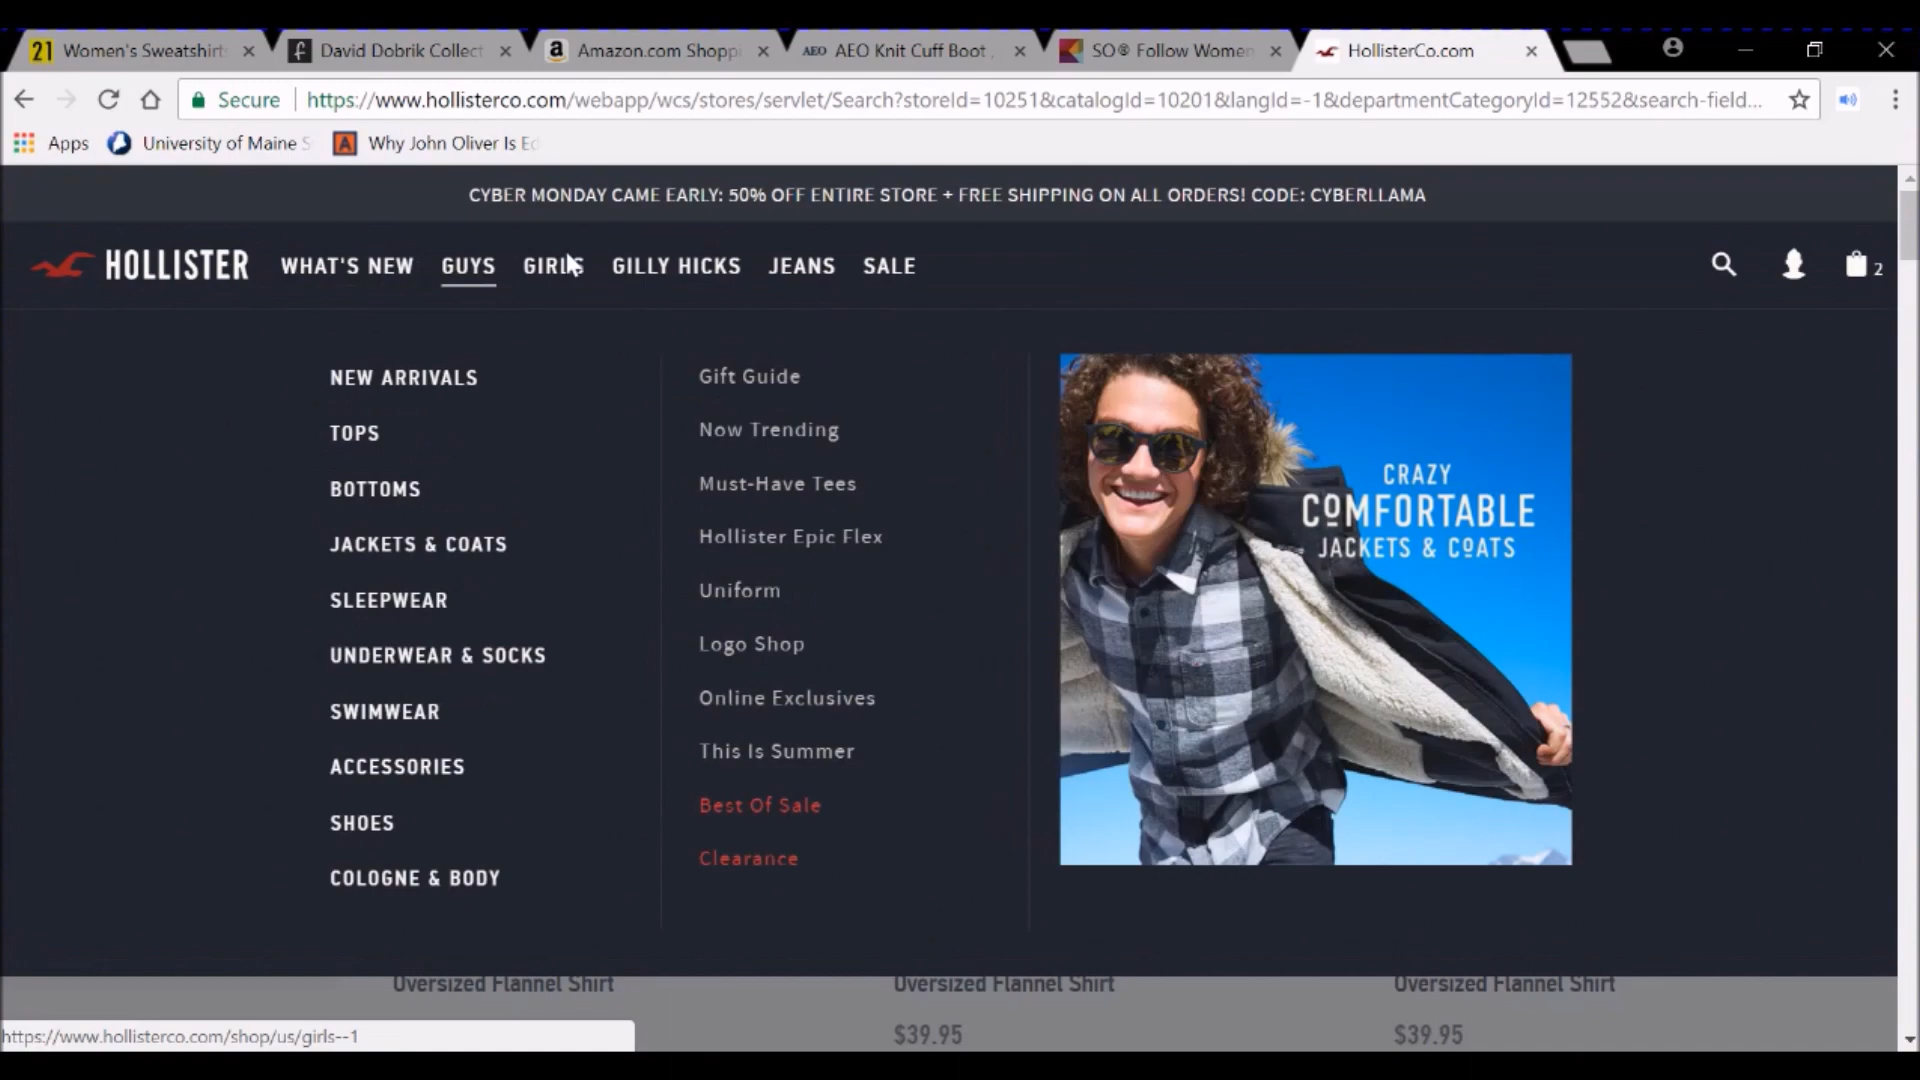 21 Women's Sweatshirt
David Dobrik Collect
Amazon.com Shoppi
AEO AEO Knit Cuff Boot ,
SO® Follow Women
HollisterCo.com
Secure https://www.hollisterco.com/webapp/wcs/stores/servlet/Search?storeId=10251&catalogId=10201&langId=-1&departmentCategoryId=12552&search-field...
Apps
University of Maine S
Why John Oliver Is Ed
CYBER MONDAY CAME EARLY: 50% OFF ENTIRE STORE + FREE SHIPPING ON ALL ORDERS! CODE: CYBERLLAMA
HOLLISTER WHAT'S NEW GUYS GIRLS GILLY HICKS JEANS SALE 2
NEW ARRIVALS
TOPS
BOTTOMS
JACKETS & COATS
SLEEPWEAR
UNDERWEAR & SOCKS
SWIMWEAR
ACCESSORIES
SHOES
COLOGNE & BODY
Gift Guide
Now Trending
Must-Have Tees
Hollister Epic Flex
Uniform
Logo Shop
Online Exclusives
This Is Summer
Best Of Sale
Clearance
CRAZY
COMFORTABLE
JACKETS & COATS
Oversized Flannel Shirt Oversized Flannel Shirt Oversized Flannel Shirt
$39.95 $39.95
https://www.hollisterco.com/shop/us/girls--1